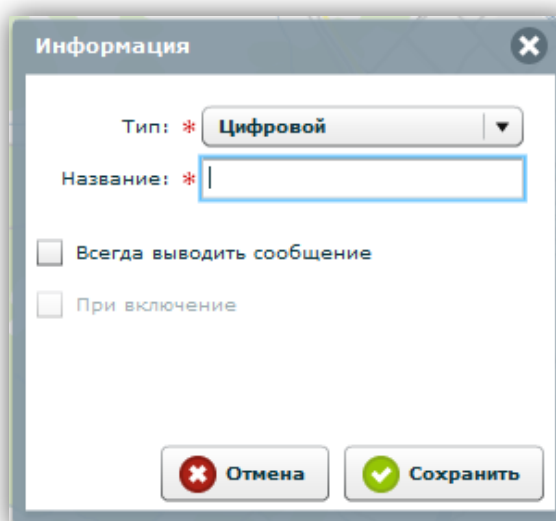 Информация
Тип: * Цифровой
Название: *
Всегда выводить сообщение
При включение
Отмена Сохранить